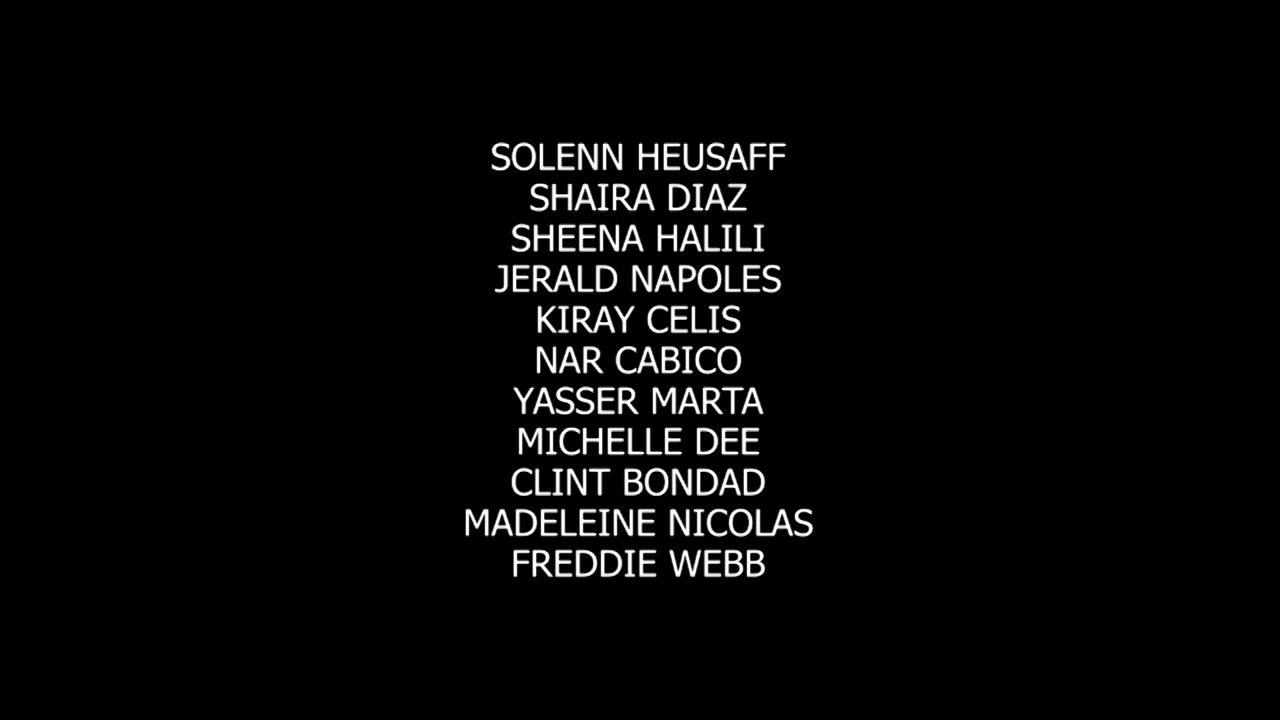 SOLENN HEUSAFF
SHAIRA DIAZ
SHEENA HALILI
JERALD NAPOLES
KIRAY CELIS
NAR CABICO
YASSER MARTA
MICHELLE DEE
CLINT BONDAD
MADELEINE NICOLAS
FREDDIE WEBB